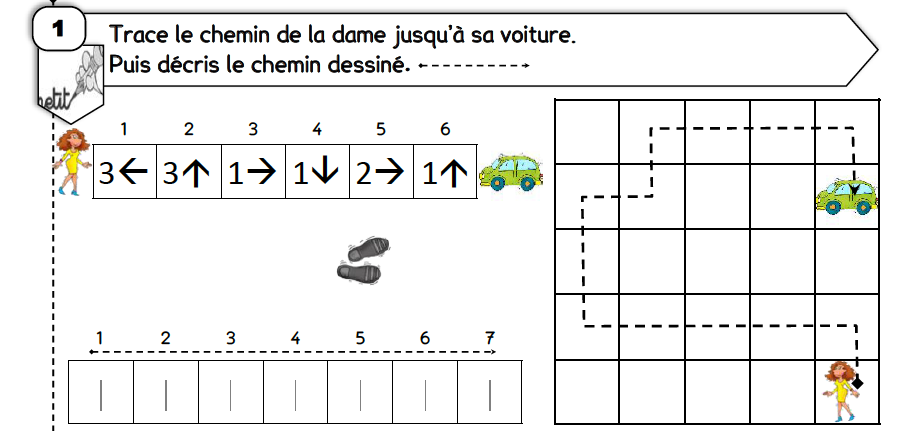 1
Trace le chemin de la dame jusqu'à sa voiture.
Puis décris le chemin dessiné.
petit
1 2 3 4 5 6
3← 3↑ 1→ 1↓ 2→ 1↑
1 2 3 4 5 6 7